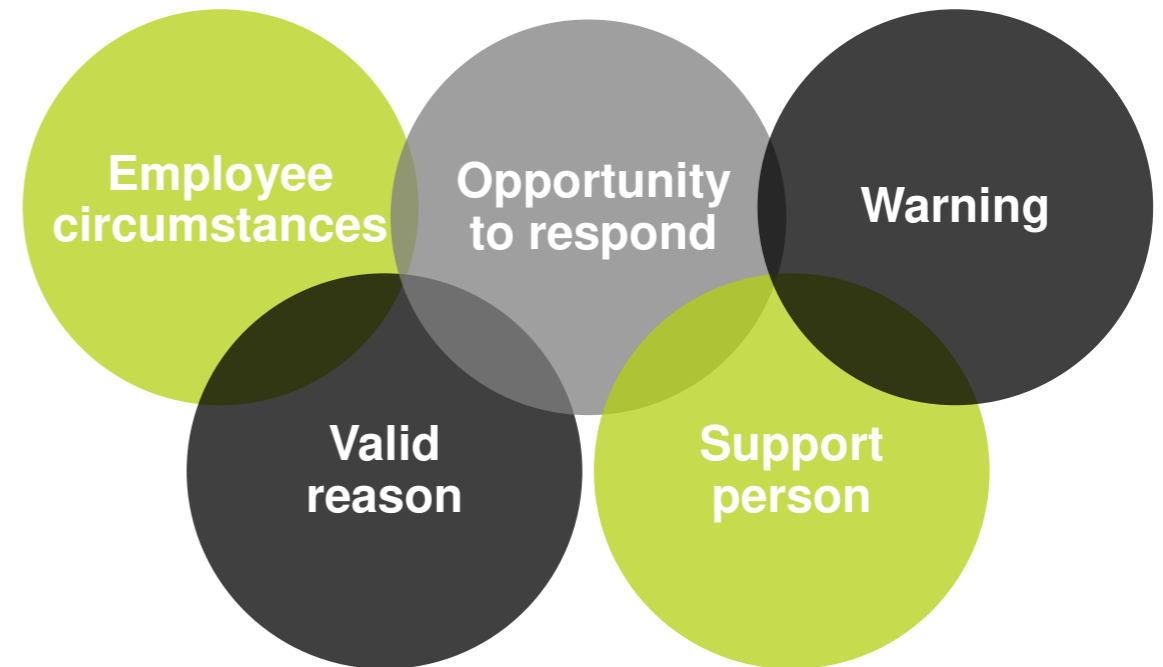 Employee
circumstances
Opportunity
to respond
Warning
Valid
reason
Support
person